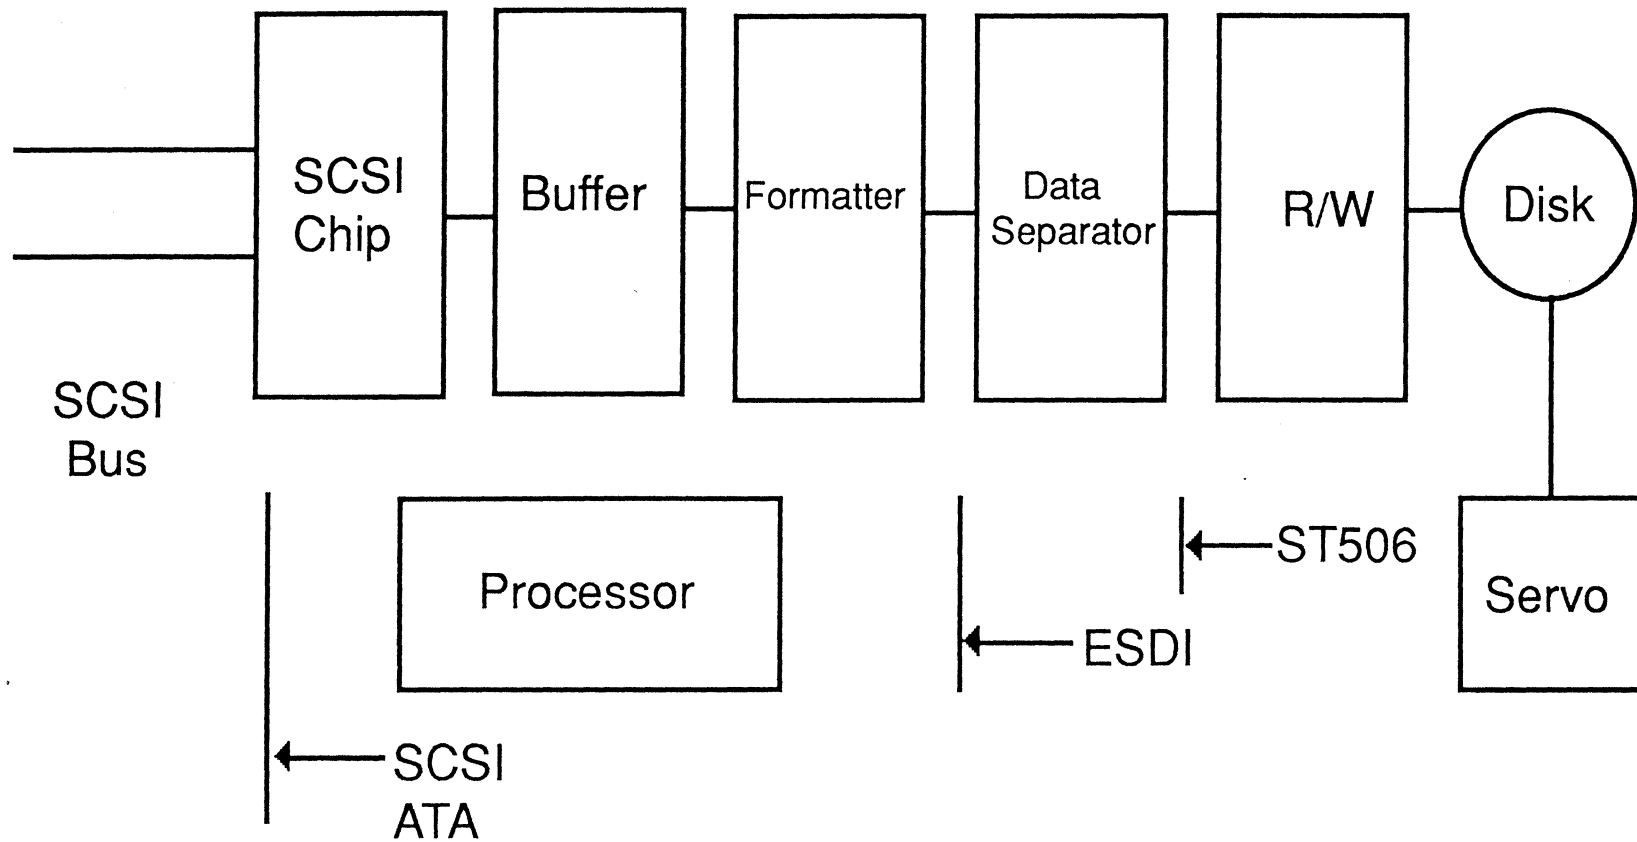 SCSI
Chip
Buffer
Formatter
Data
Separator
R/W
Disk
SCSI
Bus
Processor
ST506
Servo
ESDI
SCSI
ATA